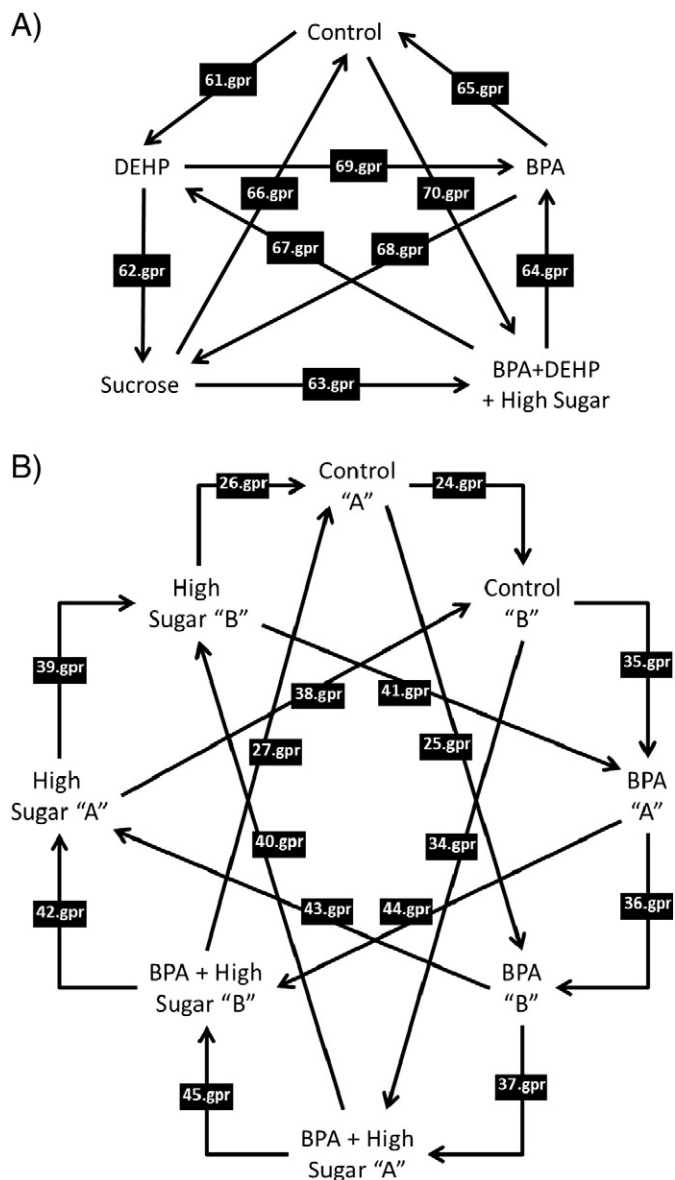 A)
Control
61.gpr
65.gpr
DEHP
69.gpr
BPA
66.gpr
70.gpr
67.gpr
68.gpr
62.gpr
64.gpr
Sucrose
63.gpr
BPA+DEHP
+ High Sugar
B)
26.gpr
Control
"A"
24.gpr
High
Sugar "B"
Control
"B"
39.gpr
35.gpr
38.gpr
41.gpr
27.gpr
25.gpr
High
Sugar "A"
BPA
"A"
40.gpr
34.gpr
42.gpr
43.gpr
44.gpr
36.gpr
BPA + High
Sugar "B"
BPA
"B"
45.gpr
37.gpr
BPA + High
Sugar "A"